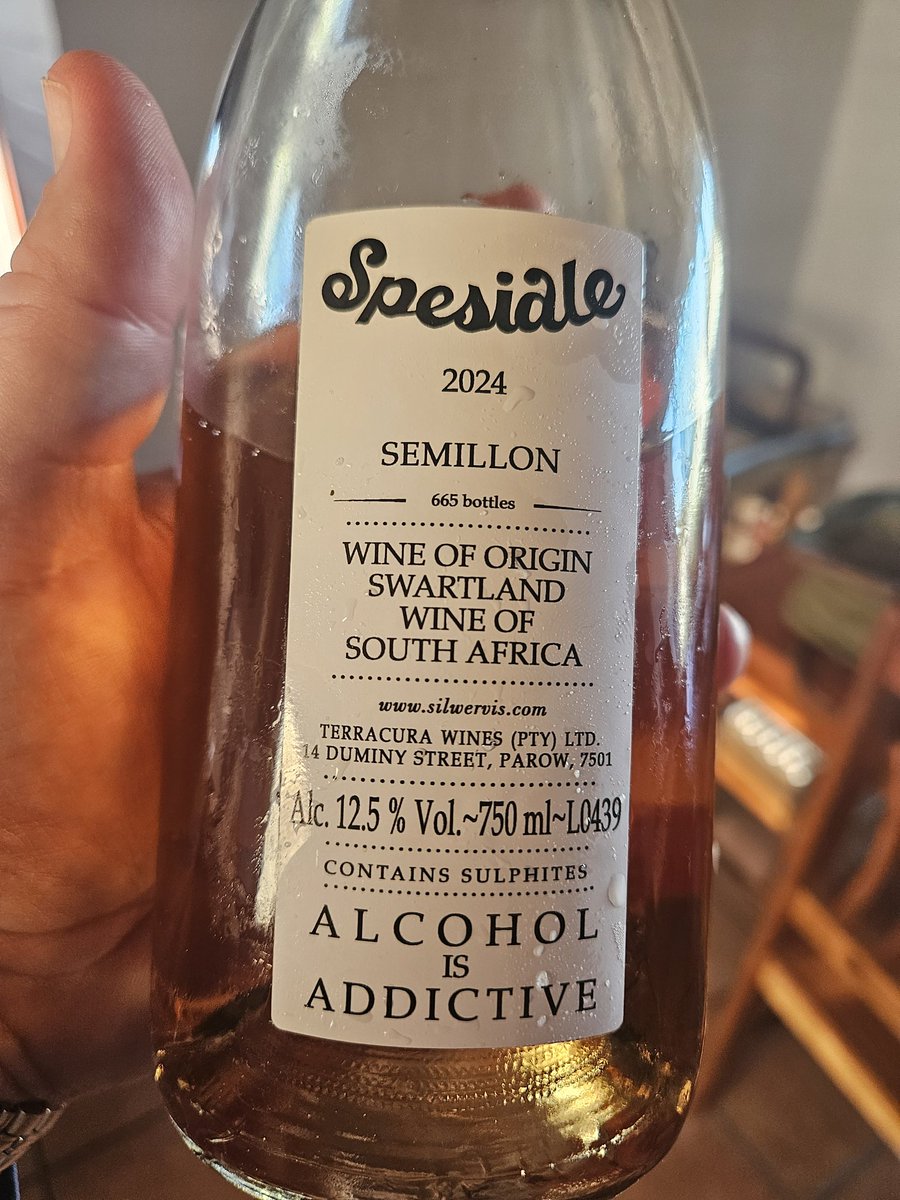 Spesiale
2024
SEMILLON
665 bottles
WINE OF ORIGIN
SWARTLAND
WINE OF
SOUTH AFRICA
www.silwervis.com
TERRACURA WINES (PTY) LTD.
14 DUMINY STREET, PAROW, 7501
Alc. 12.5 % Vol.~750 ml~L0439
CONTAINS SULPHITES
ALCOHOL
IS
ADDICTIVE